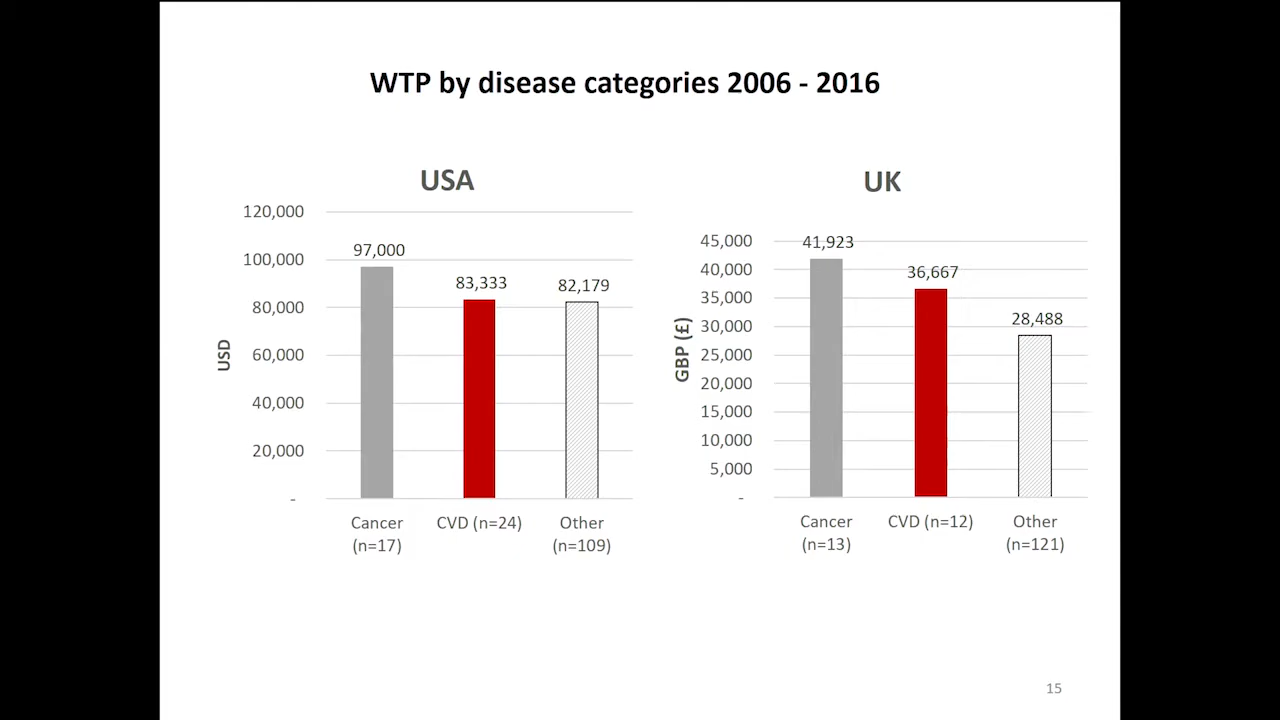 WTP by disease categories 2006 - 2016
USA
120,000
100,000
80,000
60,000
40,000
20,000
-
USD
97,000
83,333
82,179
Cancer
(n=17)
CVD (n=24)
Other
(n=109)
UK
45,000
40,000
35,000
30,000
25,000
20,000
15,000
10,000
5,000
-
GBP (£)
41,923
36,667
28,488
Cancer
(n=13)
CVD (n=12)
Other
(n=121)
15